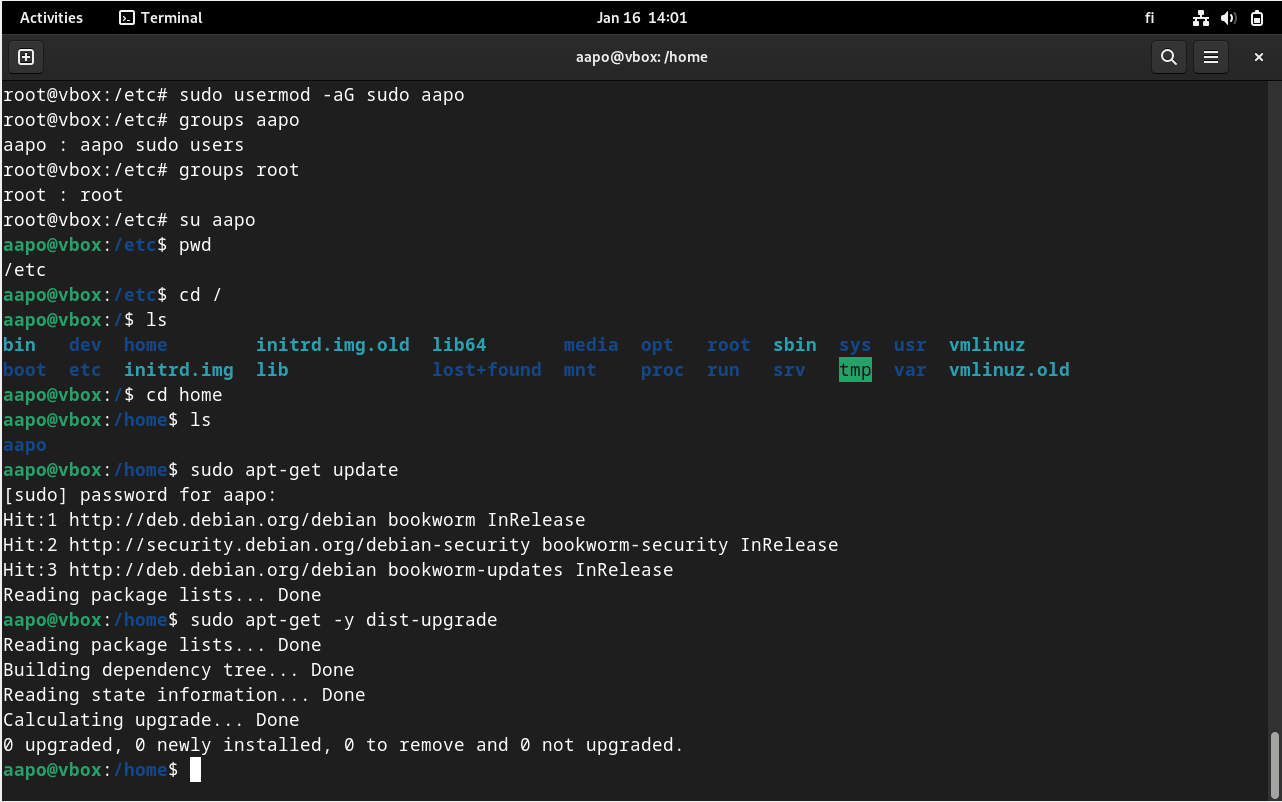 Activities Terminal Jan 16 14:01 fi
aapo@vbox: /home
root@vbox:/etc# sudo usermod -aG sudo aapo
root@vbox:/etc# groups aapo
aapo : aapo sudo users
root@vbox:/etc# groups root
root : root
root@vbox:/etc# su aapo
aapo@vbox:/etc$ pwd
/etc
aapo@vbox:/etc$ cd /
aapo@vbox:/$ ls
bin dev home initrd.img.old lib64 media opt root sbin sys usr vmlinuz
boot etc initrd.img lib lost+found mnt proc run srv tmp var vmlinuz.old
aapo@vbox:/$ cd home
aapo@vbox:/home$ ls
aapo
aapo@vbox:/home$ sudo apt-get update
[sudo] password for aapo:
Hit:1 http://deb.debian.org/debian bookworm InRelease
Hit:2 http://security.debian.org/debian-security bookworm-security InRelease
Hit:3 http://deb.debian.org/debian bookworm-updates InRelease
Reading package lists... Done
aapo@vbox:/home$ sudo apt-get -y dist-upgrade
Reading package lists... Done
Building dependency tree... Done
Reading state information... Done
Calculating upgrade... Done
0 upgraded, 0 newly installed, 0 to remove and 0 not upgraded.
aapo@vbox:/home$